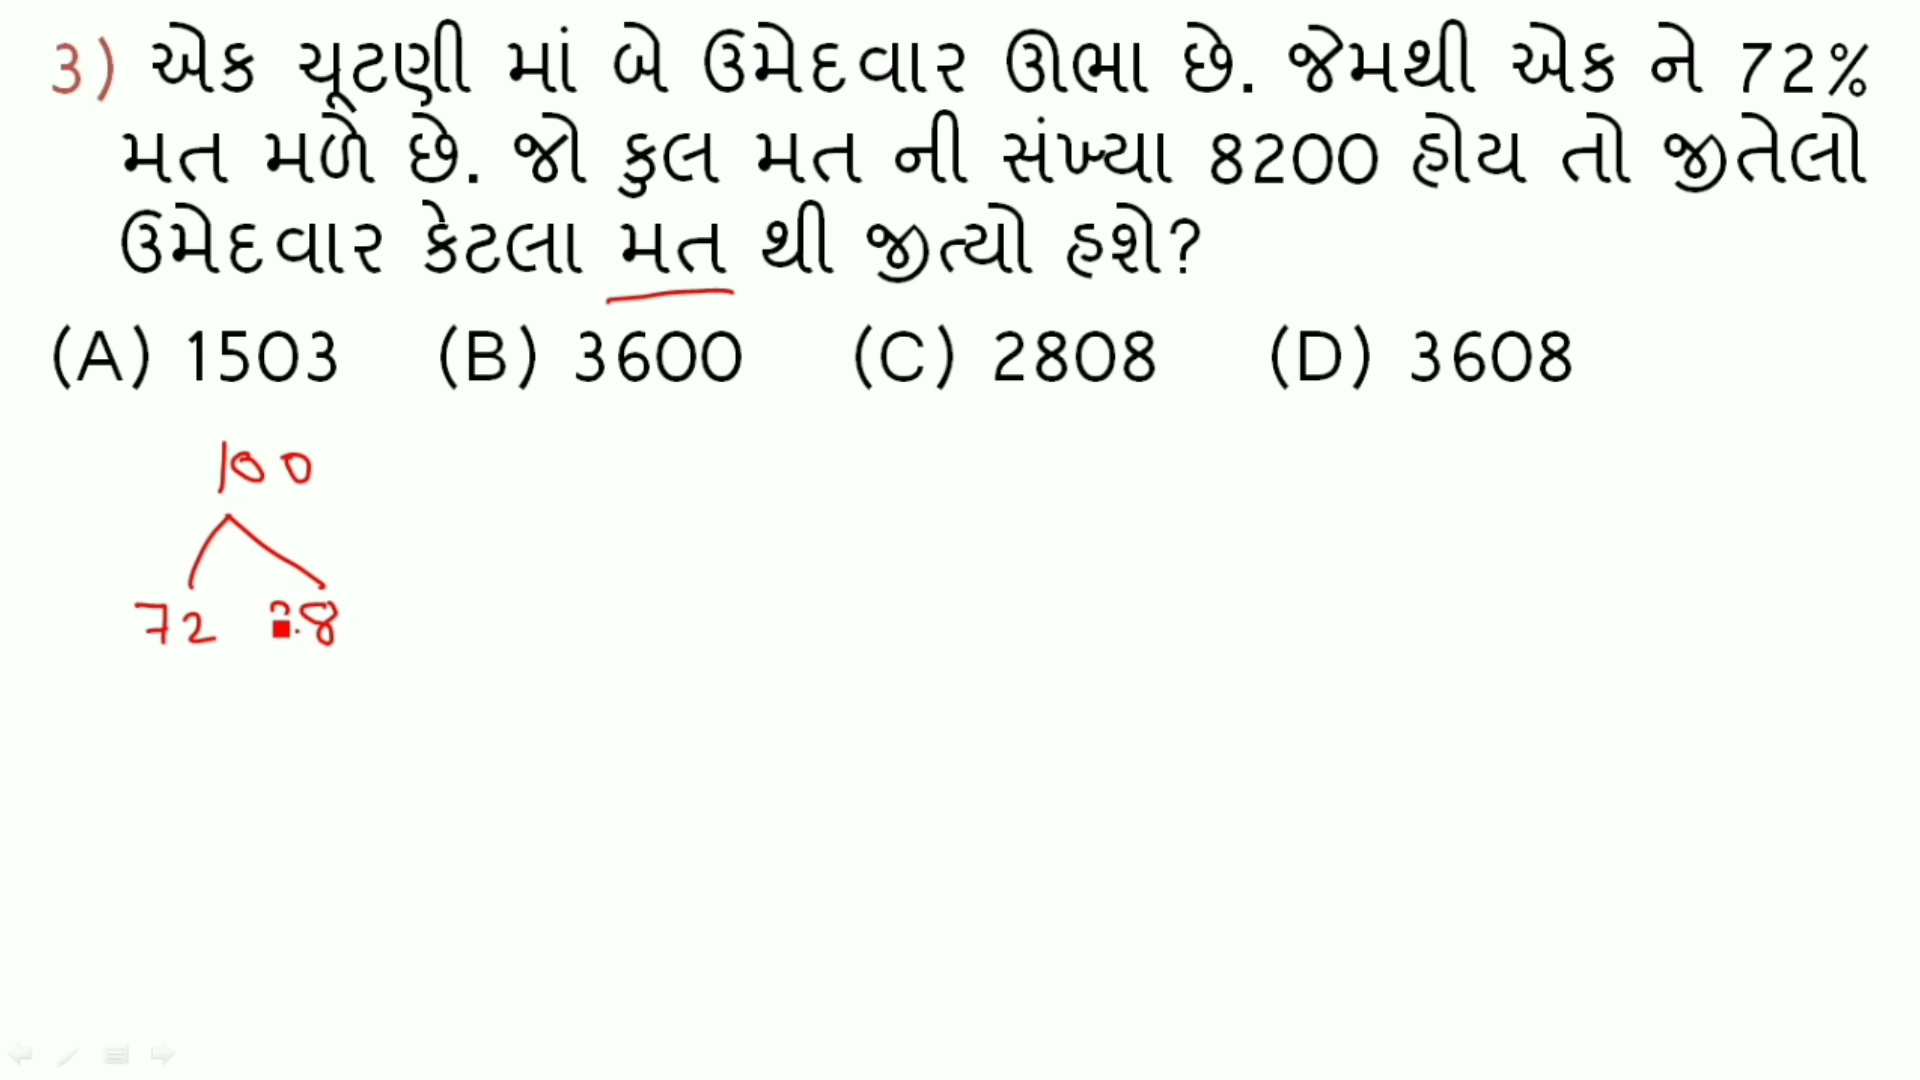 3) એક ચૂટણી માં બે ઉમેદવાર ઊભા છે. જેમથી એક ને 72%
મત મળે છે. જો કુલ મત ની સંખ્યા 8200 હોય તો જીતેલો
ઉમેદવાર કેટલા મત થી જીત્યો હશે?
(A) 1503 (B) 3600 (C) 2808 (D) 3608
100
72 28